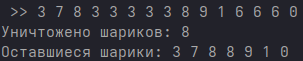 >> 3 7 8 3 3 3 3 3 8 9 1 6 6 6 0
Уничтожено шариков: 8
Оставшиеся шарики: 3 7 8 8 9 1 0